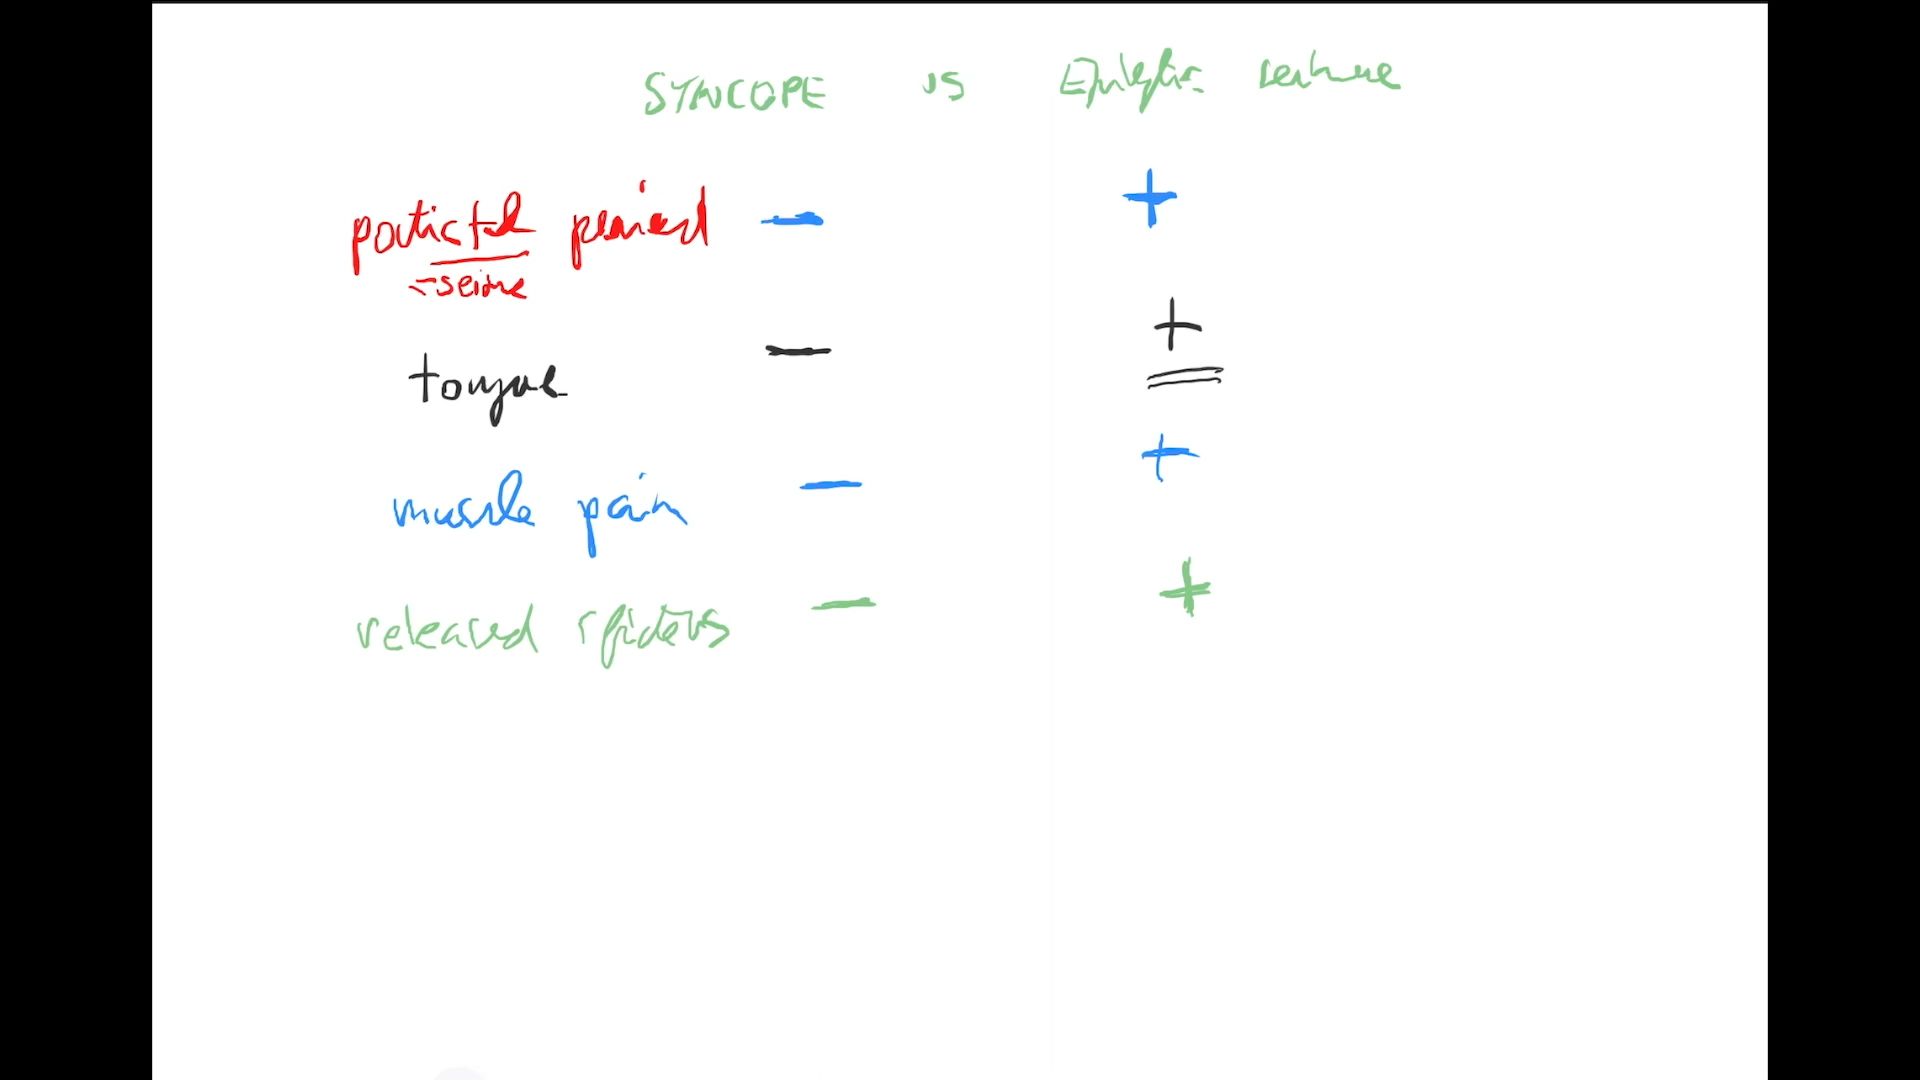 SYNCOPE vs Epileptic seizure
postictal period −  +
=seizure
tongue −  +
muscle pain −  +
released sphincters −  +